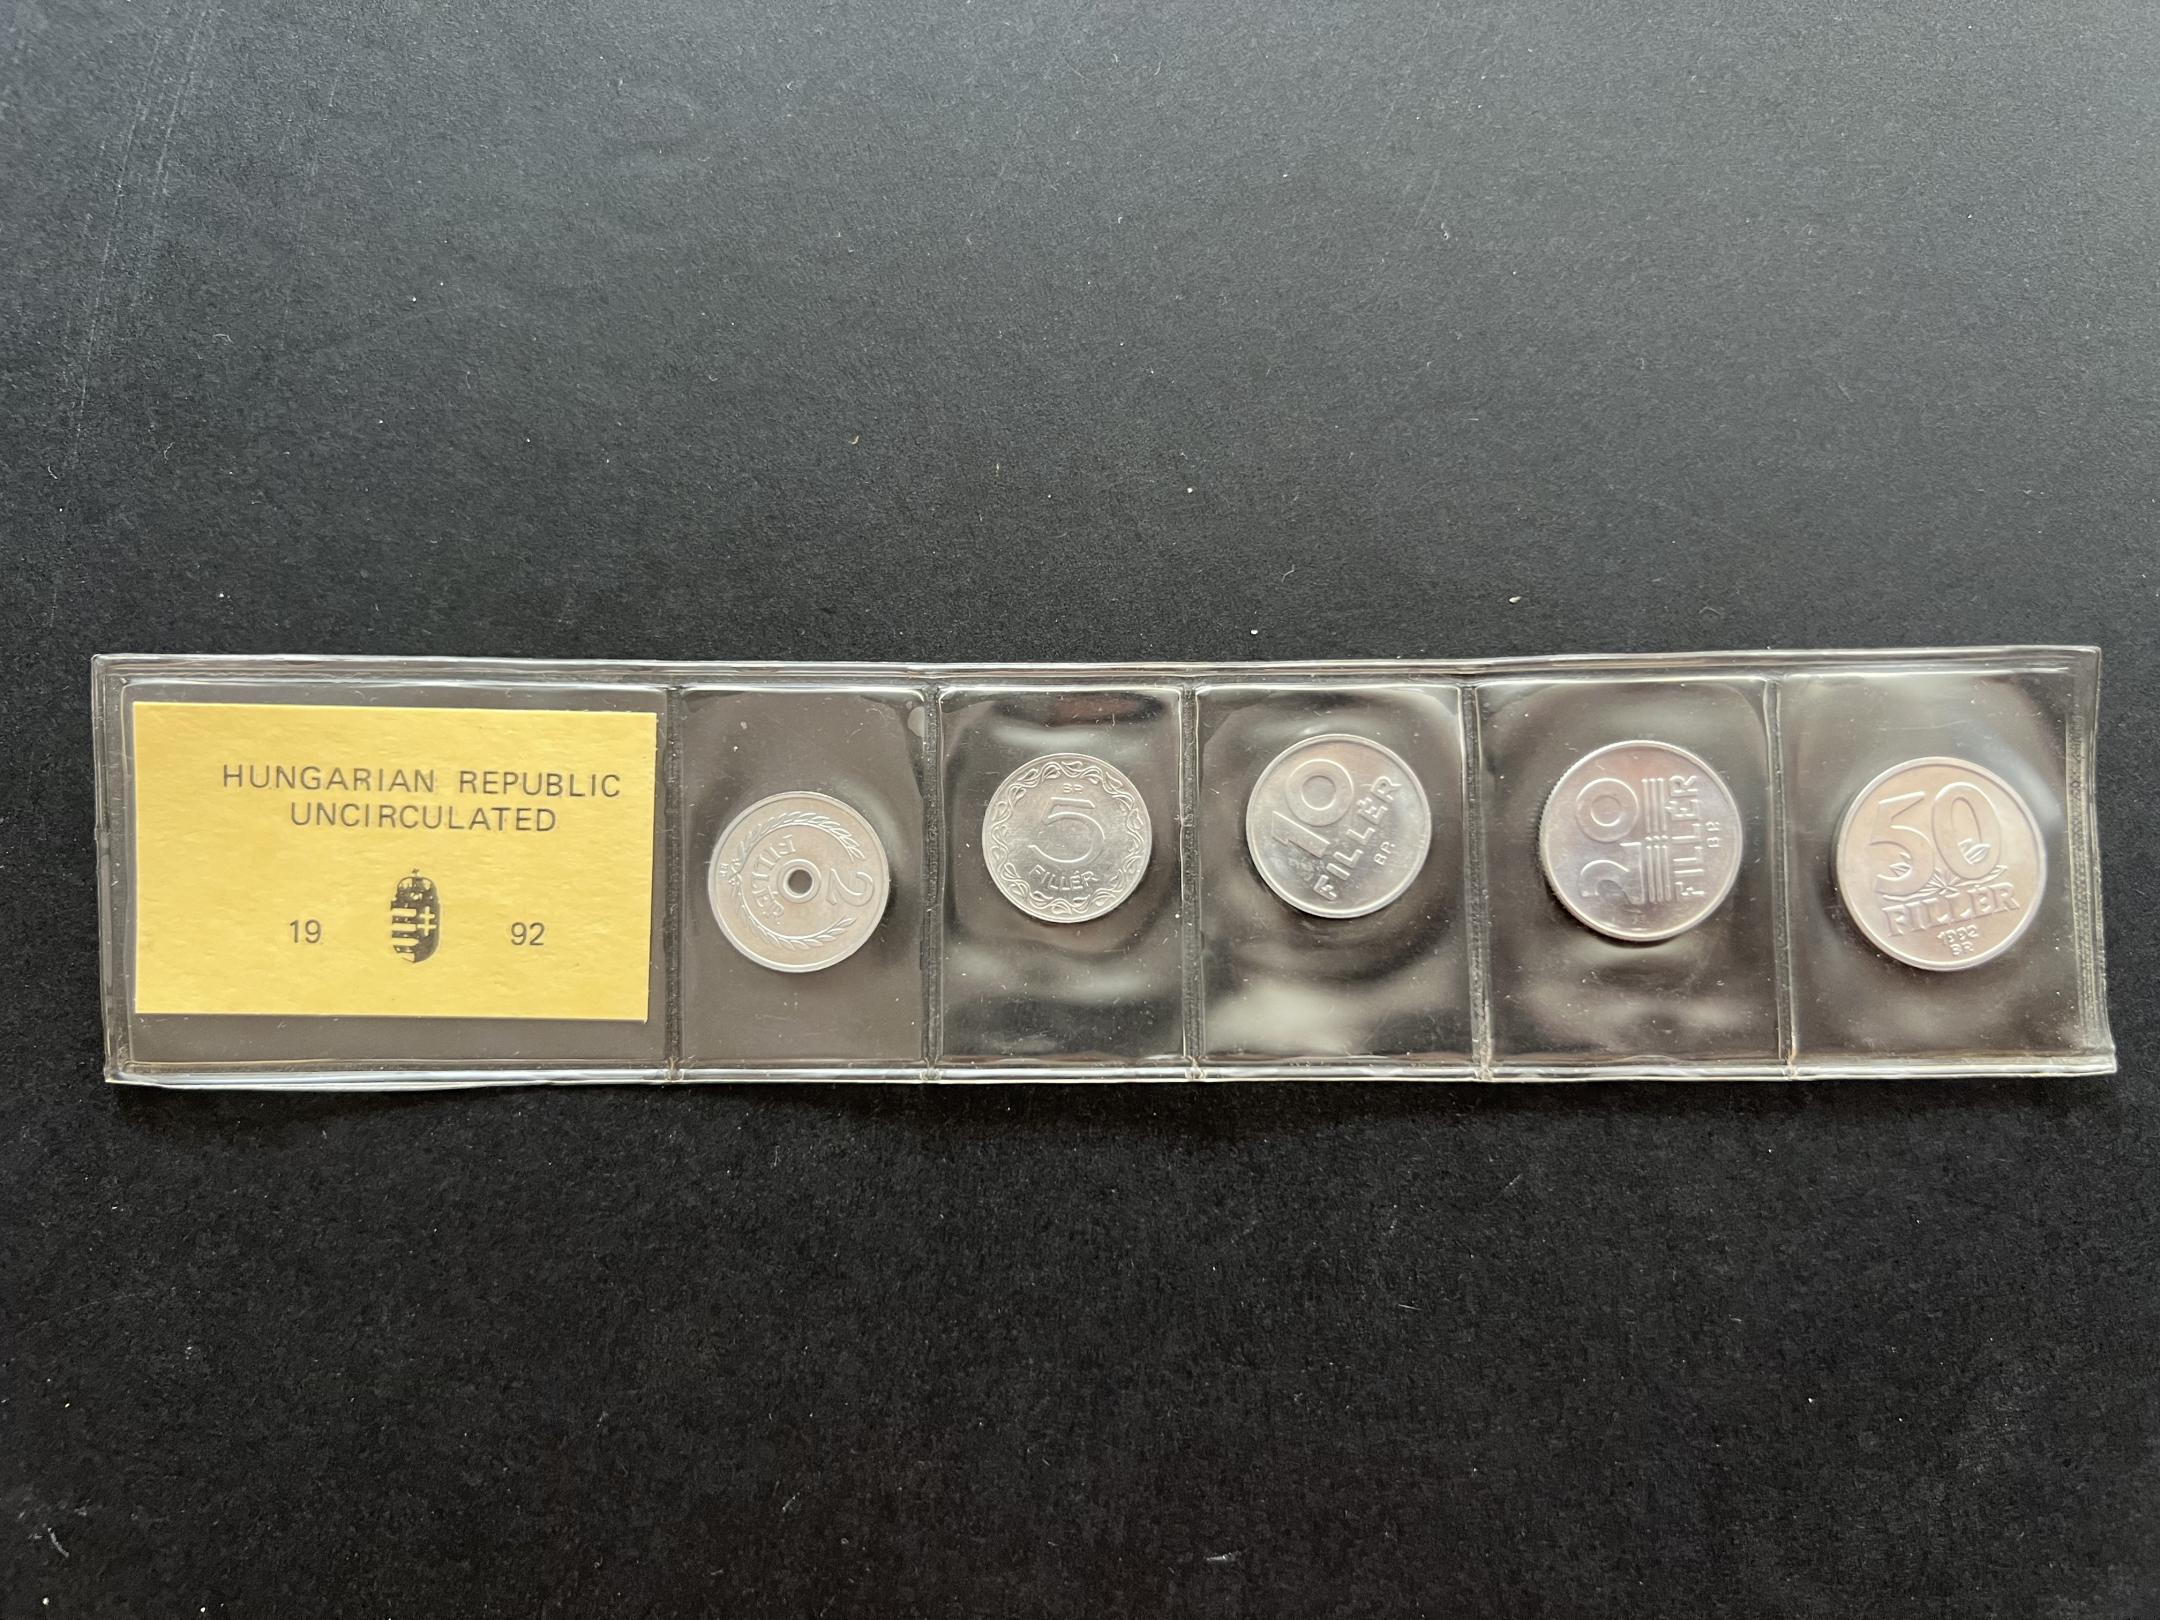 HUNGARIAN REPUBLIC
UNCIRCULATED
19 92
2
FILLÉR
BP.
BP
5
FILLÉR
10
FILLÉR
BP.
20
FILLÉR
BP.
50
FILLÉR
1992
BP.